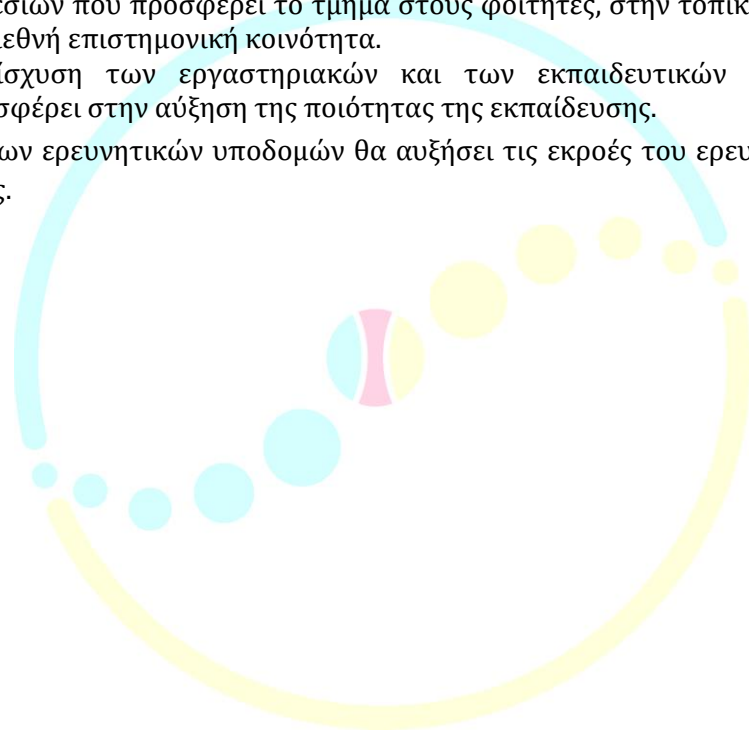 εσιών που προσφέρει το τμήμα στους φοιτητές, στην τοπικ
ιεθνή επιστημονική κοινότητα.
ίσχυση των εργαστηριακών και των εκπαιδευτικών
σφέρει στην αύξηση της ποιότητας της εκπαίδευσης.
ων ερευνητικών υποδομών θα αυξήσει τις εκροές του ερευ
ς.